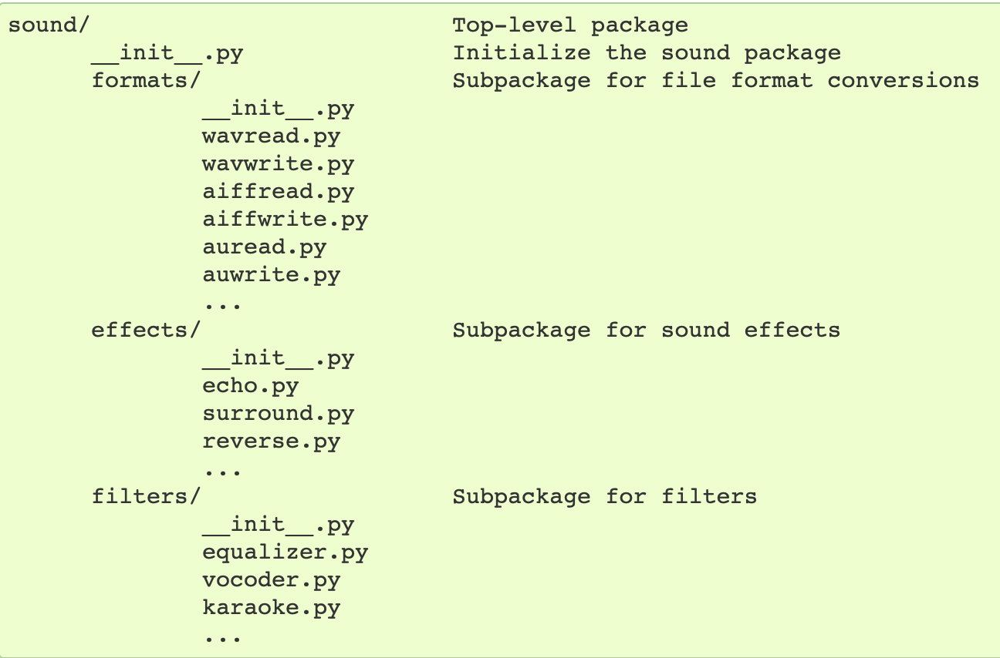 sound/                          Top-level package
      __init__.py               Initialize the sound package
      formats/                  Subpackage for file format conversions
              __init__.py
              wavread.py
              wavwrite.py
              aiffread.py
              aiffwrite.py
              auread.py
              auwrite.py
              ...
      effects/                  Subpackage for sound effects
              __init__.py
              echo.py
              surround.py
              reverse.py
              ...
      filters/                  Subpackage for filters
              __init__.py
              equalizer.py
              vocoder.py
              karaoke.py
              ...